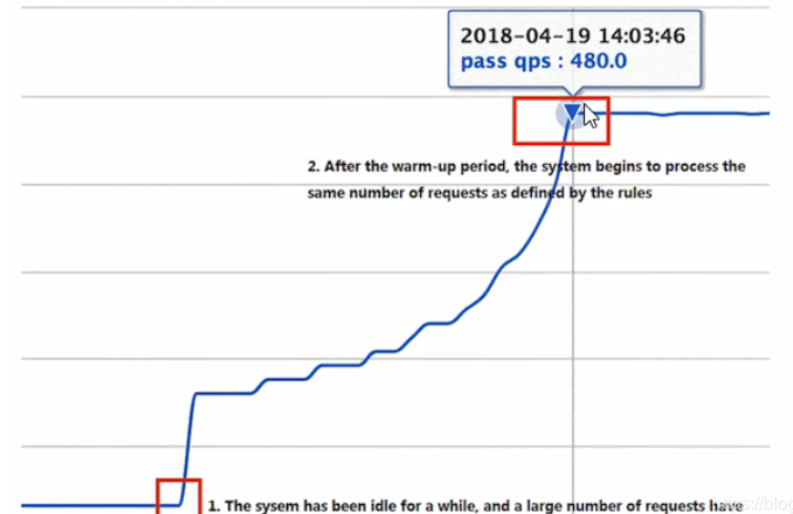 2018-04-19 14:03:46
pass qps : 480.0
2. After the warm-up period, the system begins to process the
same number of requests as defined by the rules
1. The sysem has been idle for a while, and a large number of requests have
https://blog